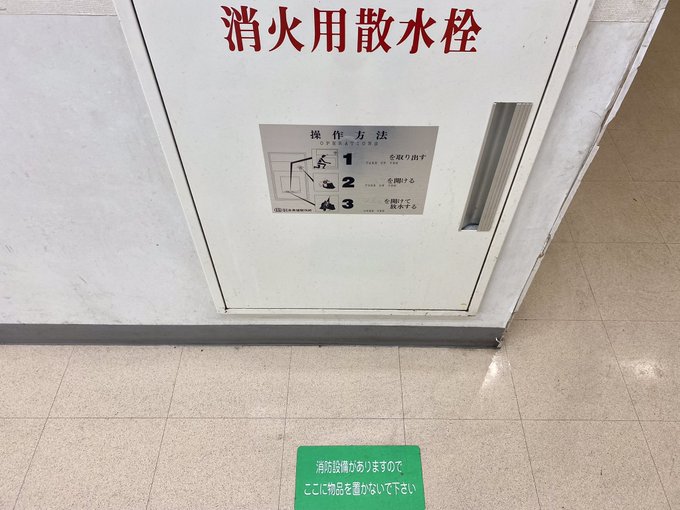 消火用散水栓
操作方法
OPERATIONS
1 を取り出す
2 を開ける
3 を開けて
散水する
消防設備がありますので
ここに物品を置かないで下さい